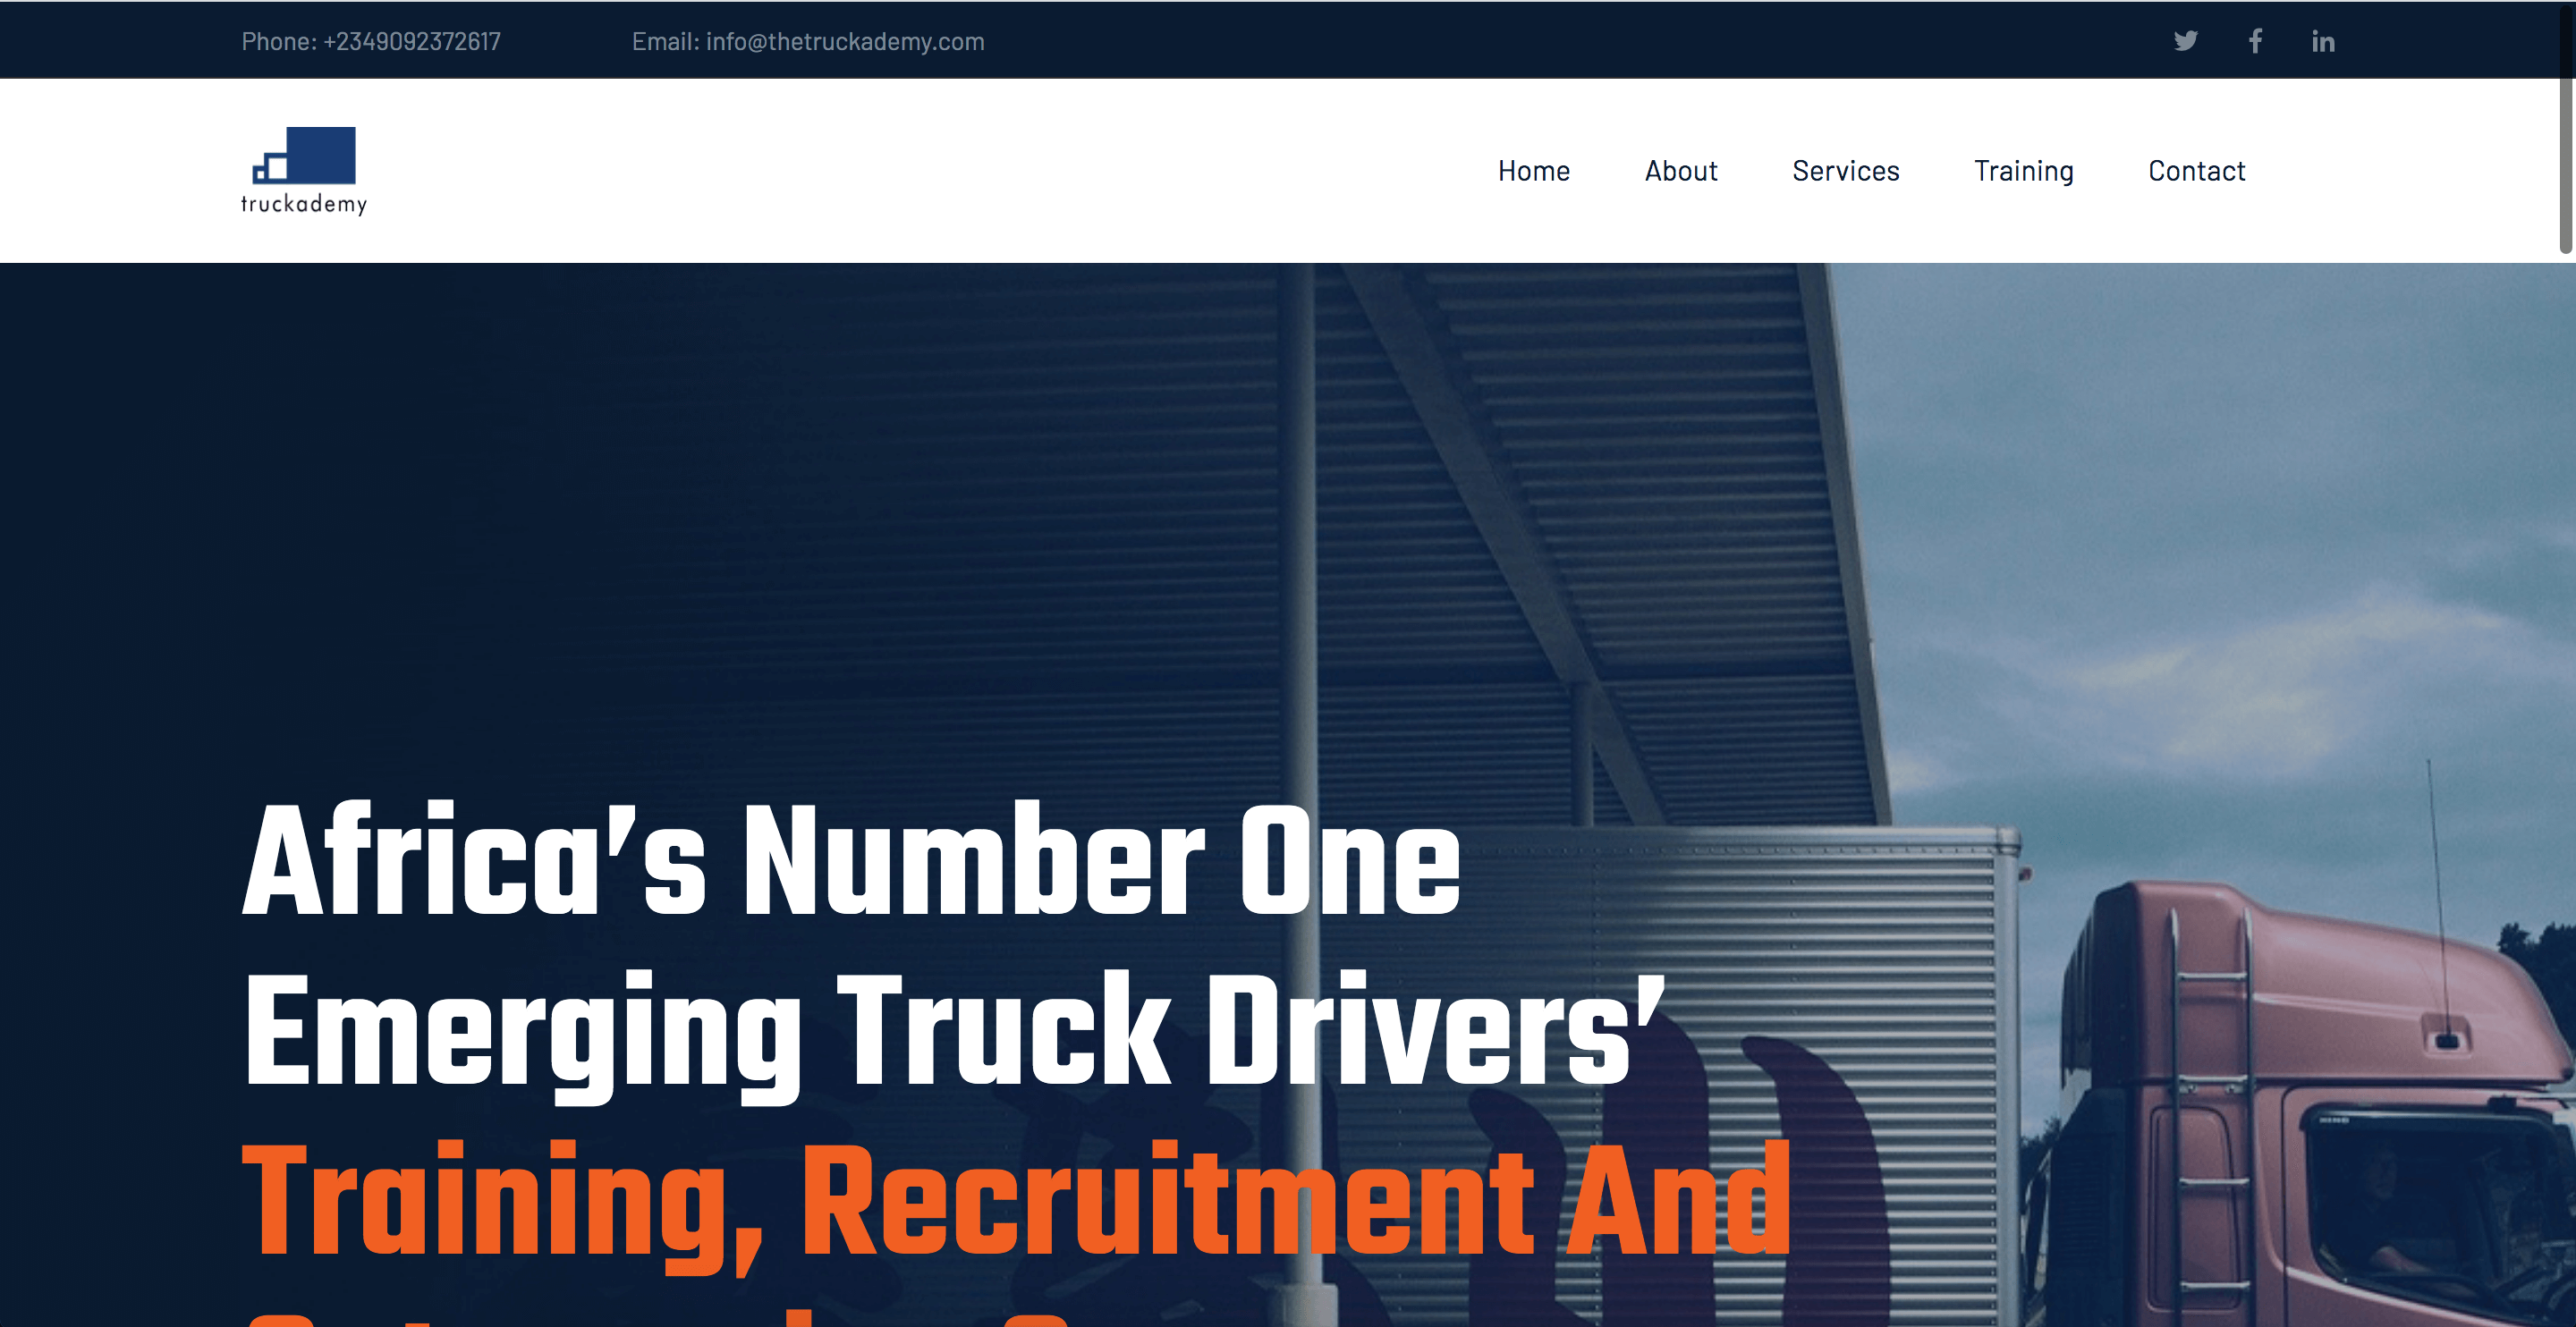 Phone: +2349092372617 Email: info@thetruckademy.com
truckademy
Home About Services Training Contact
Africa's Number One
Emerging Truck Drivers'
Training, Recruitment And